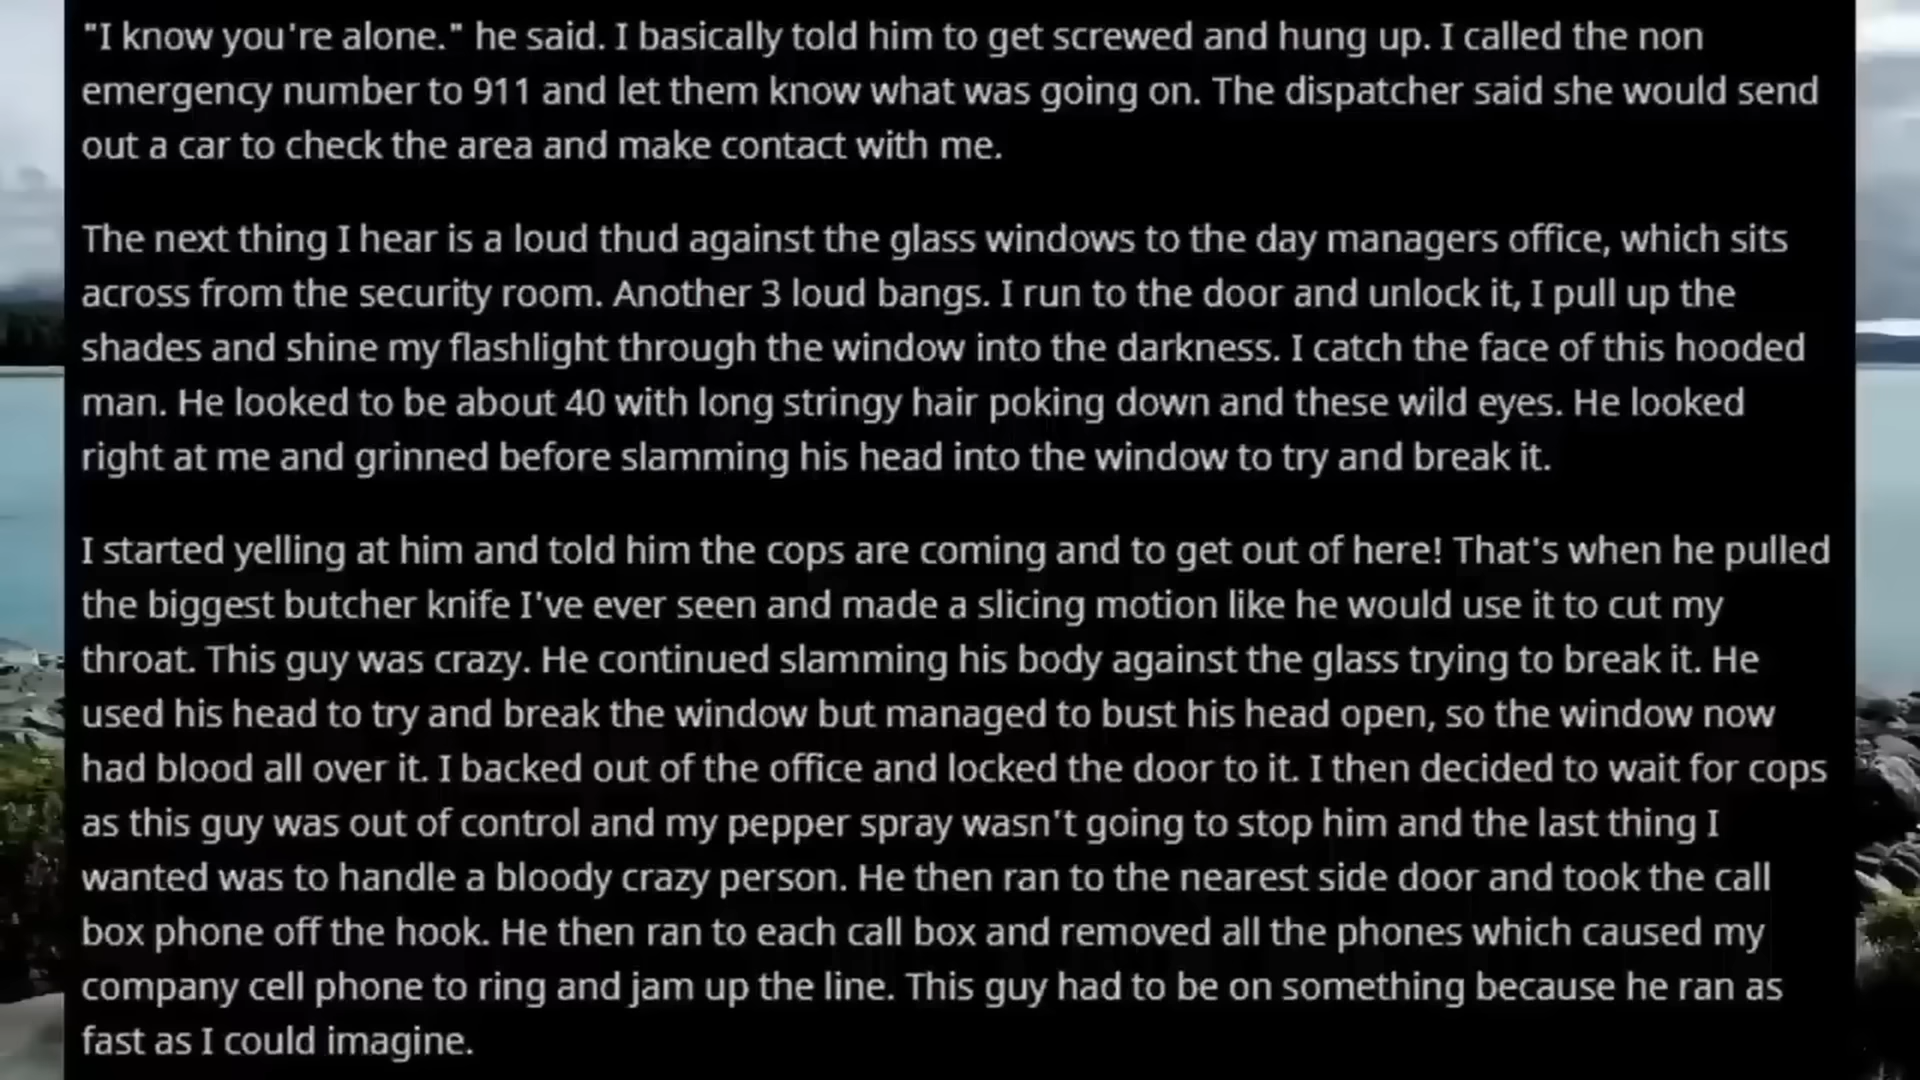 "I know you're alone." he said. I basically told him to get screwed and hung up. I called the non
emergency number to 911 and let them know what was going on. The dispatcher said she would send
out a car to check the area and make contact with me.
The next thing I hear is a loud thud against the glass windows to the day managers office, which sits
across from the security room. Another 3 loud bangs. I run to the door and unlock it, I pull up the
shades and shine my flashlight through the window into the darkness. I catch the face of this hooded
man. He looked to be about 40 with long stringy hair poking down and these wild eyes. He looked
right at me and grinned before slamming his head into the window to try and break it.
I started yelling at him and told him the cops are coming and to get out of here! That's when he pulled
the biggest butcher knife I've ever seen and made a slicing motion like he would use it to cut my
throat. This guy was crazy. He continued slamming his body against the glass trying to break it. He
used his head to try and break the window but managed to bust his head open, so the window now
had blood all over it. I backed out of the office and locked the door to it. I then decided to wait for cops
as this guy was out of control and my pepper spray wasn't going to stop him and the last thing I
wanted was to handle a bloody crazy person. He then ran to the nearest side door and took the call
box phone off the hook. He then ran to each call box and removed all the phones which caused my
company cell phone to ring and jam up the line. This guy had to be on something because he ran as
fast as I could imagine.